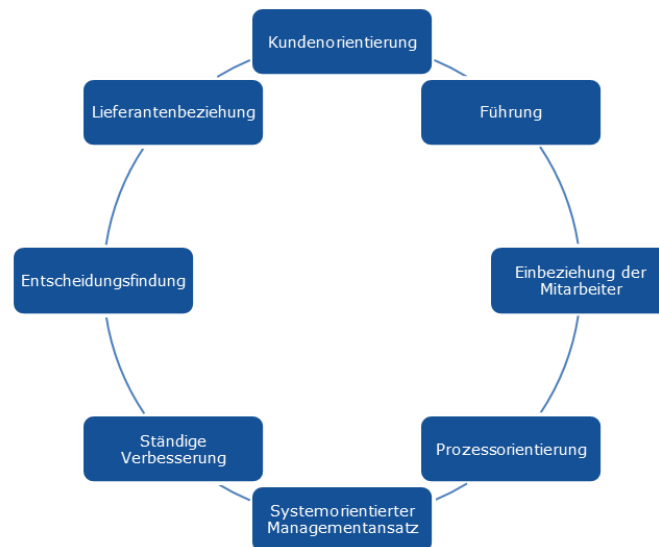 Kundenorientierung
Führung
Einbeziehung der
Mitarbeiter
Prozessorientierung
Systemorientierter
Managementansatz
Ständige
Verbesserung
Entscheidungsfindung
Lieferantenbeziehung